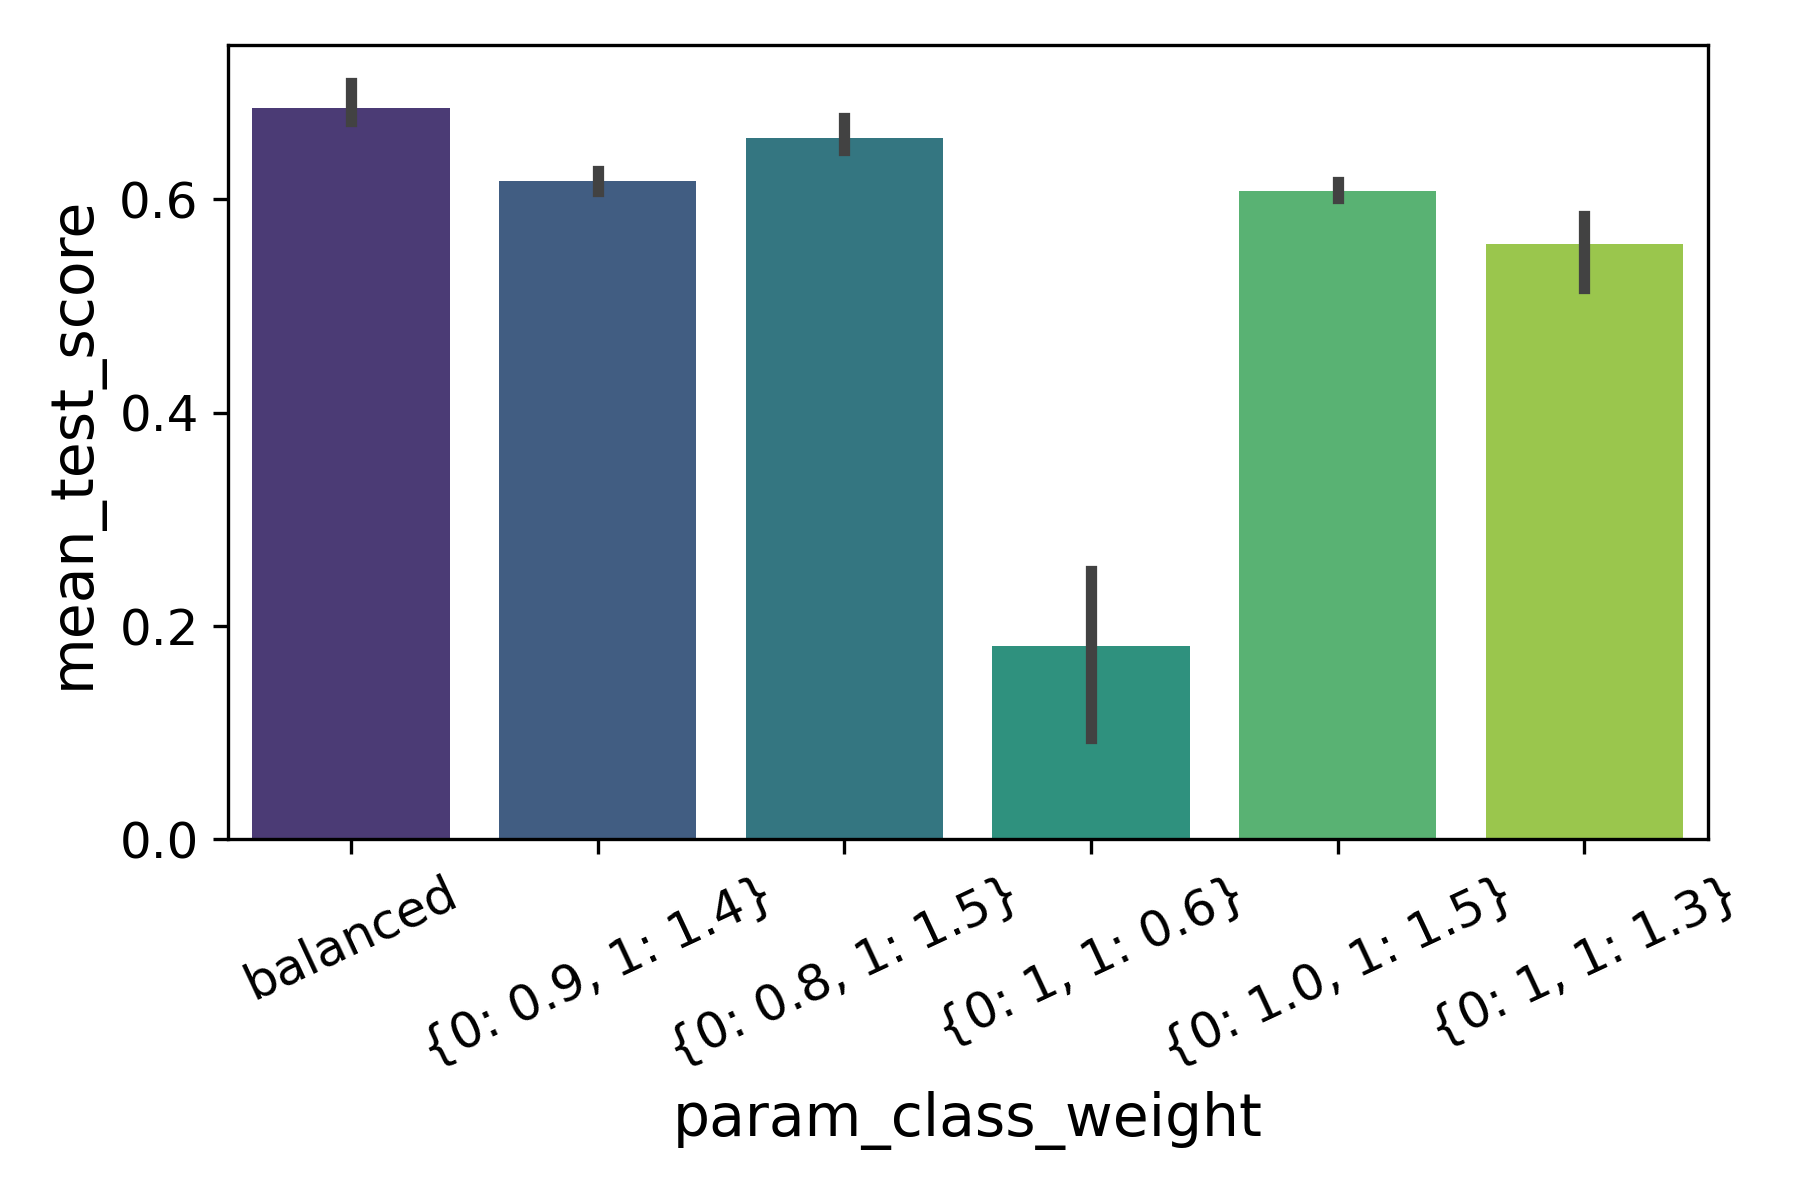 mean_test_score
0.6
0.4
0.2
0.0
balanced
{0: 0.9, 1: 1.4}
{0: 0.8, 1: 1.5}
{0: 1, 1: 0.6}
{0: 1.0, 1: 1.5}
{0: 1, 1: 1.3}
param_class_weight